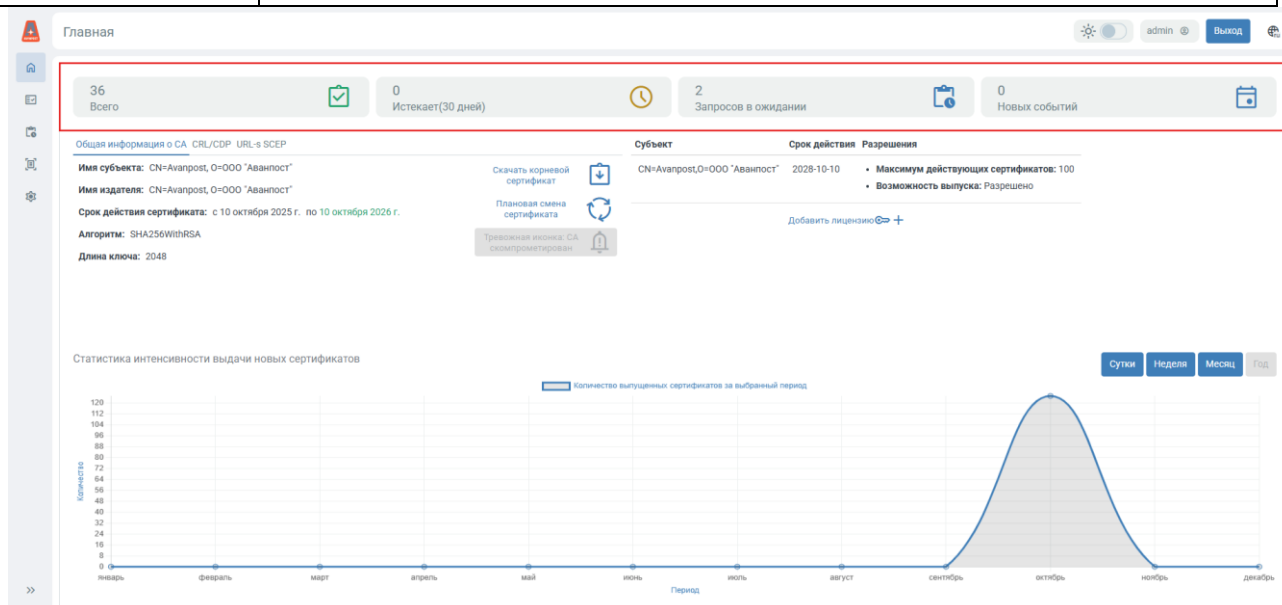 Главная
admin
Выход
36
Всего
0
Истекает(30 дней)
2
Запросов в ожидании
0
Новых событий
Общая информация о CA CRL/CDP URL-s SCEP
Имя субъекта: CN=Avanpost, O=ООО "Аванпост"
Имя издателя: CN=Avanpost, O=ООО "Аванпост"
Срок действия сертификата: с 10 октября 2025 г. по 10 октября 2026 г.
Алгоритм: SHA256WithRSA
Длина ключа: 2048
Скачать корневой
сертификат
Плановая смена
сертификата
Тревожная иконка: CA
скомпрометирован
Субъект Срок действия Разрешения
CN=Avanpost,O=ООО "Аванпост" 2028-10-10
• Максимум действующих сертификатов: 100
• Возможность выпуска: Разрешено
Добавить лицензию
Статистика интенсивности выдачи новых сертификатов
Сутки Неделя Месяц Год
Количество выпущенных сертификатов за выбранный период
Количество
120
112
104
96
88
80
72
64
56
48
40
32
24
16
8
0
январь февраль март апрель май июнь июль август сентябрь октябрь ноябрь декабрь
Период